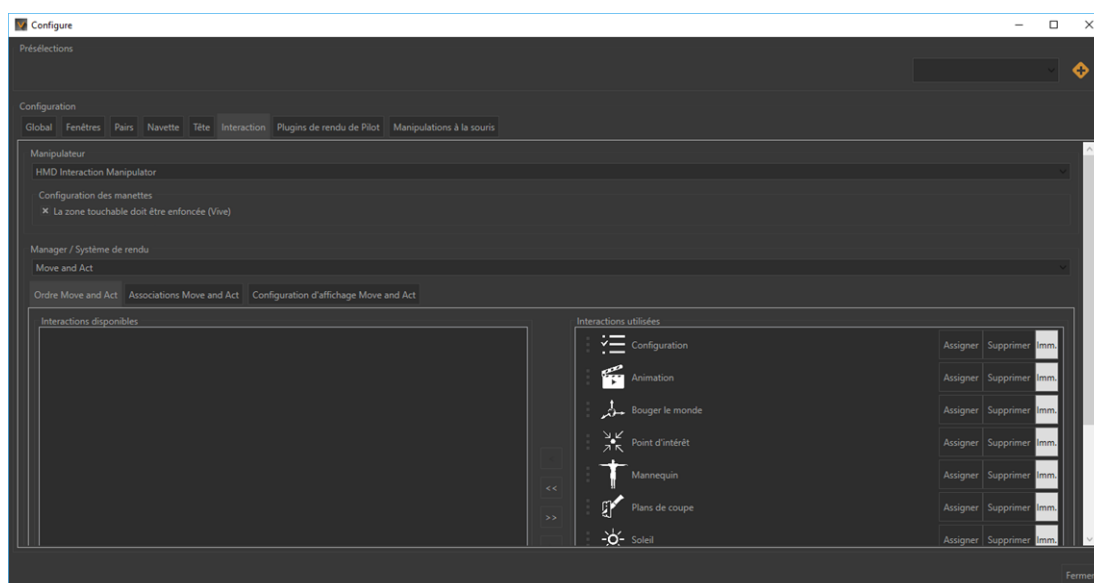 Configure
Présélections
Configuration
Global Fenêtres Pairs Navette Tête Interaction Plugins de rendu de Pilot Manipulations à la souris
Manipulateur
HMD Interaction Manipulator
Configuration des manettes
La zone touchable doit être enfoncée (Vive)
Manager / Système de rendu
Move and Act
Ordre Move and Act Associations Move and Act Configuration d'affichage Move and Act
Interactions disponibles
<<
>>
Interactions utilisées
Configuration Assigner Supprimer Imm.
Animation Assigner Supprimer Imm.
Bouger le monde Assigner Supprimer Imm.
Point d'intérêt Assigner Supprimer Imm.
Mannequin Assigner Supprimer Imm.
Plans de coupe Assigner Supprimer Imm.
Soleil Assigner Supprimer Imm.
Fermer